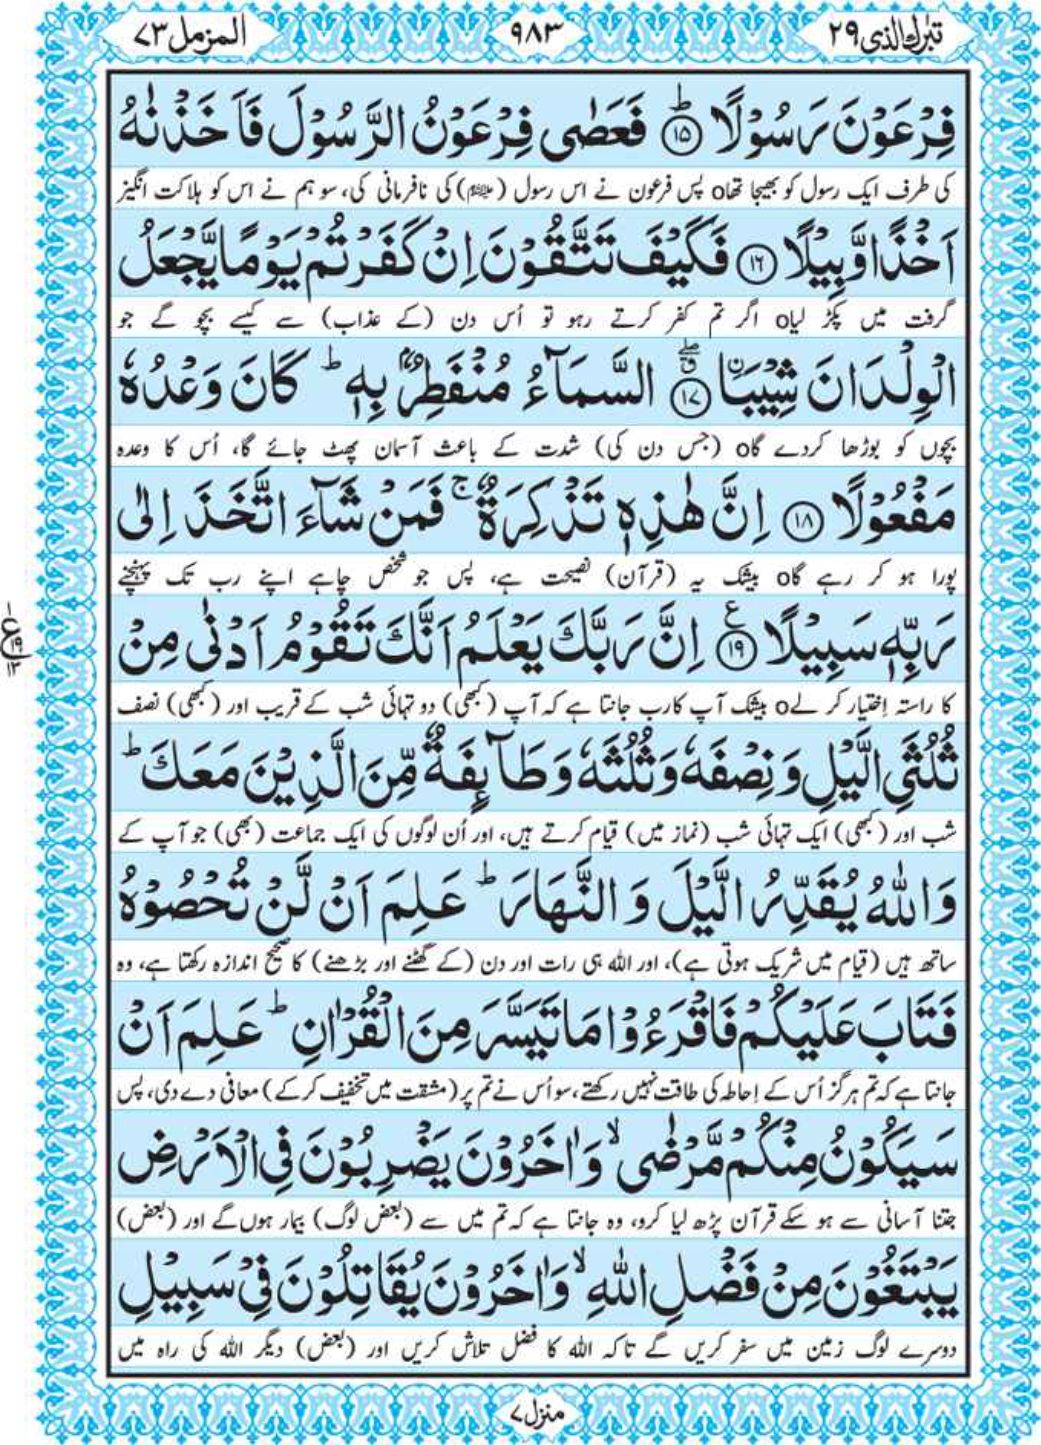 تبٰرك الذی ۲۹
۹۸۳
المزمل ۷۳
فِرْعَوْنَ رَسُوْلًا ؕ۱۵ فَعَصٰى فِرْعَوْنُ الرَّسُوْلَ فَاَخَذْنٰهُ
کی طرف ایک رسول کو بھیجا تھاo پس فرعون نے اس رسول (ﷺ) کی نافرمانی کی، سو ہم نے اس کو ہلاکت انگیز
اَخْذًا وَّبِيْلًا ۱۶ فَكَيْفَ تَتَّقُوْنَ اِنْ كَفَرْتُمْ يَوْمًا يَّجْعَلُ
گرفت میں پکڑ لیاo اگر تم کفر کرتے رہو تو اُس دن (کے عذاب) سے کیسے بچو گے جو
الْوِلْدَانَ شِيْبَا ۖۗ۱۷ السَّمَآءُ مُنْفَطِرٌۢ بِهٖ ؕ كَانَ وَعْدُهٗ
بچوں کو بوڑھا کردے گاo (جس دن کی) شدت کے باعث آسمان پھٹ جائے گا، اُس کا وعدہ
مَفْعُوْلًا ۱۸ اِنَّ هٰذِهٖ تَذْكِرَةٌ ۚ فَمَنْ شَآءَ اتَّخَذَ اِلٰى
پورا ہو کر رہے گاo بیشک یہ (قرآن) نصیحت ہے، پس جو شخص چاہے اپنے رب تک پہنچنے
رَبِّهٖ سَبِيْلًا ۱۹ع اِنَّ رَبَّكَ يَعْلَمُ اَنَّكَ تَقُوْمُ اَدْنٰى مِنْ
کا راستہ اِختیار کر لےo بیشک آپ کا رب جانتا ہے کہ آپ (کبھی) دو تہائی شب کے قریب اور (کبھی) نصف
ثُلُثَيِ الَّيْلِ وَنِصْفَهٗ وَثُلُثَهٗ وَطَآئِفَةٌ مِّنَ الَّذِيْنَ مَعَكَ ؕ
شب اور (کبھی) ایک تہائی شب (نماز میں) قیام کرتے ہیں، اور اُن لوگوں کی ایک جماعت (بھی) جو آپ کے
وَاللّٰهُ يُقَدِّرُ الَّيْلَ وَالنَّهَارَ ؕ عَلِمَ اَنْ لَّنْ تُحْصُوْهُ
ساتھ ہیں (قیام میں شریک ہوتی ہے)، اور اللہ ہی رات اور دن (کے گھٹنے اور بڑھنے) کا صحیح اندازہ رکھتا ہے، وہ
فَتَابَ عَلَيْكُمْ فَاقْرَءُوْا مَا تَيَسَّرَ مِنَ الْقُرْاٰنِ ؕ عَلِمَ اَنْ
جانتا ہے کہ تم ہرگز اُس کے اِحاطہ کی طاقت نہیں رکھتے، سو اُس نے تم پر (مشقت میں تخفیف کر کے) معافی دے دی، پس
سَيَكُوْنُ مِنْكُمْ مَّرْضٰى ۙ وَاٰخَرُوْنَ يَضْرِبُوْنَ فِى الْاَرْضِ
جتنا آسانی سے ہو سکے قرآن پڑھ لیا کرو، وہ جانتا ہے کہ تم میں سے (بعض لوگ) بیمار ہوں گے اور (بعض)
يَبْتَغُوْنَ مِنْ فَضْلِ اللّٰهِ ۙ وَاٰخَرُوْنَ يُقَاتِلُوْنَ فِىْ سَبِيْلِ
دوسرے لوگ زمین میں سفر کریں گے تاکہ اللہ کا فضل تلاش کریں اور (بعض) دیگر اللہ کی راہ میں
۱
ع
۱۹
۱۳
منزل ۷